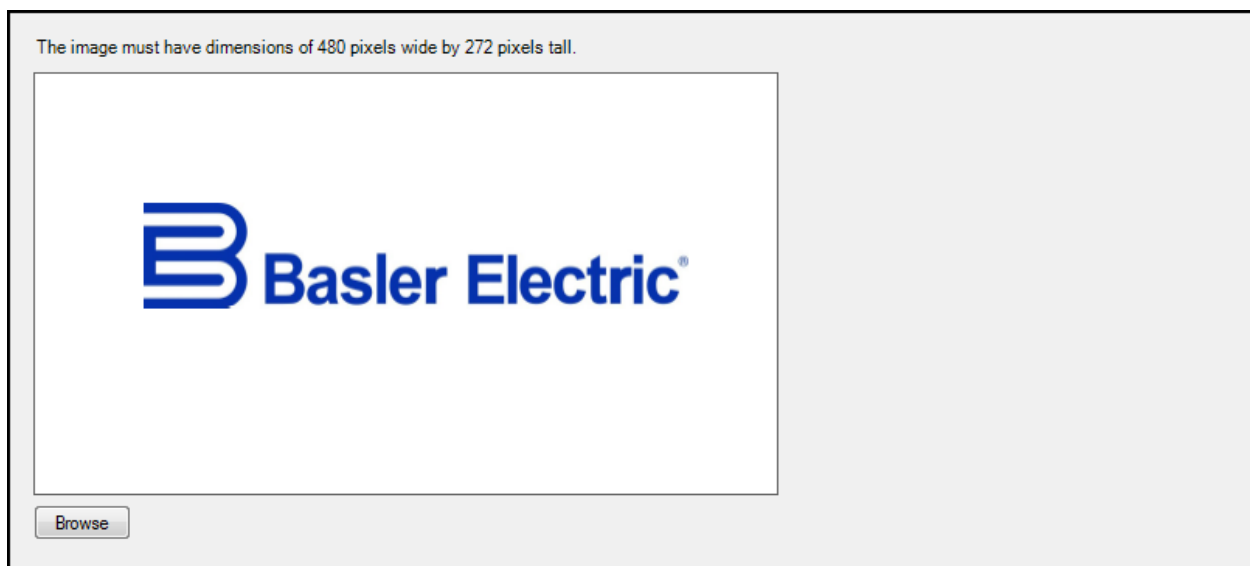 The image must have dimensions of 480 pixels wide by 272 pixels tall.
Basler Electric®
Browse